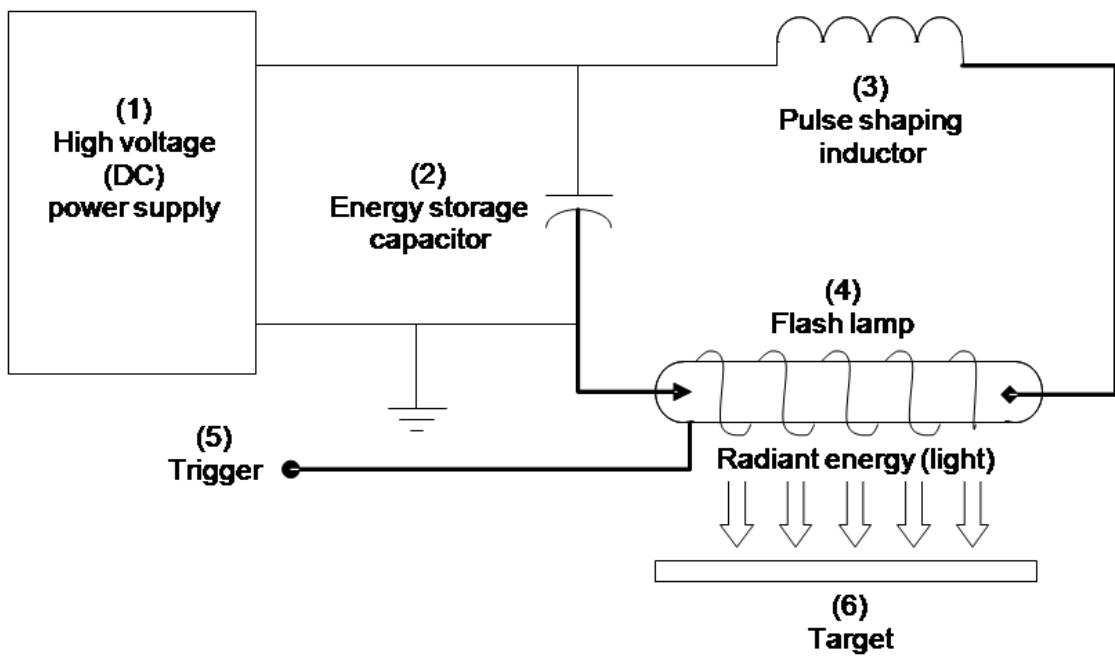 (1)
High voltage
(DC)
power supply
(2)
Energy storage
capacitor
(3)
Pulse shaping
inductor
(4)
Flash lamp
(5)
Trigger
Radiant energy (light)
(6)
Target